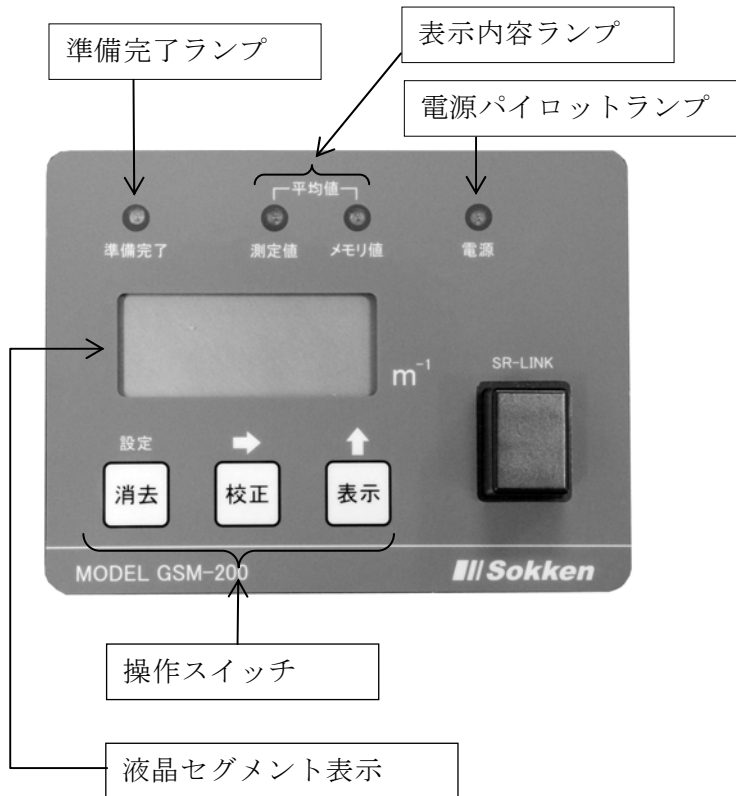 準備完了ランプ
表示内容ランプ
電源パイロットランプ
平均値
準備完了
測定値
メモリ値
電源
m⁻¹
SR-LINK
設定
消去
校正
表示
MODEL GSM-200
Sokken
操作スイッチ
液晶セグメント表示